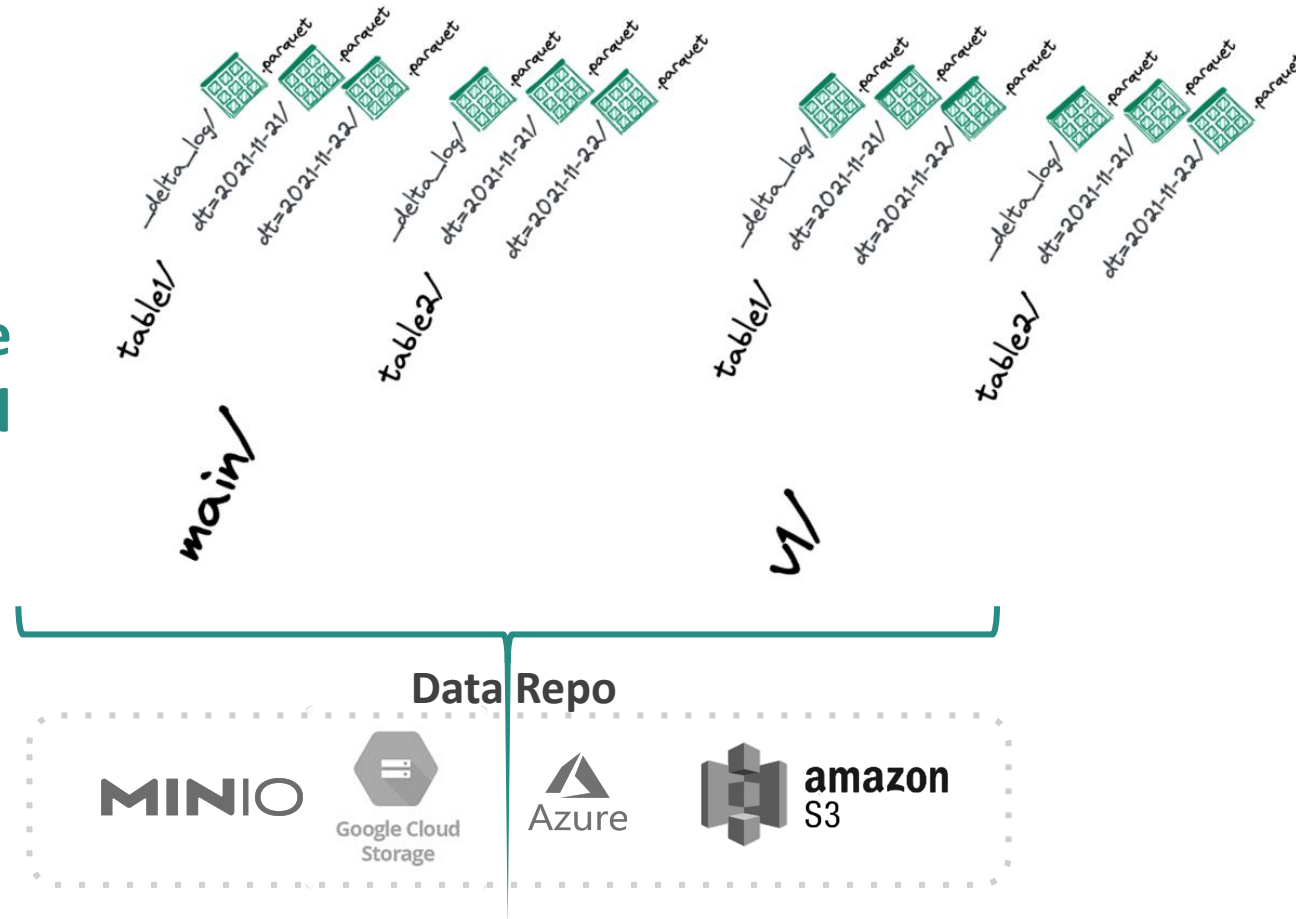 .parquet
.parquet
.parquet
_delta_log/
dt=2021-11-21/
dt=2021-11-22/
.parquet
.parquet
.parquet
_delta_log/
dt=2021-11-21/
dt=2021-11-22/
.parquet
.parquet
.parquet
_delta_log/
dt=2021-11-21/
dt=2021-11-22/
.parquet
.parquet
.parquet
_delta_log/
dt=2021-11-21/
dt=2021-11-22/
table1/
table2/
table1/
table2/
main/
v1/
Data Repo
MINIO
Google Cloud
Storage
Azure
amazon
S3